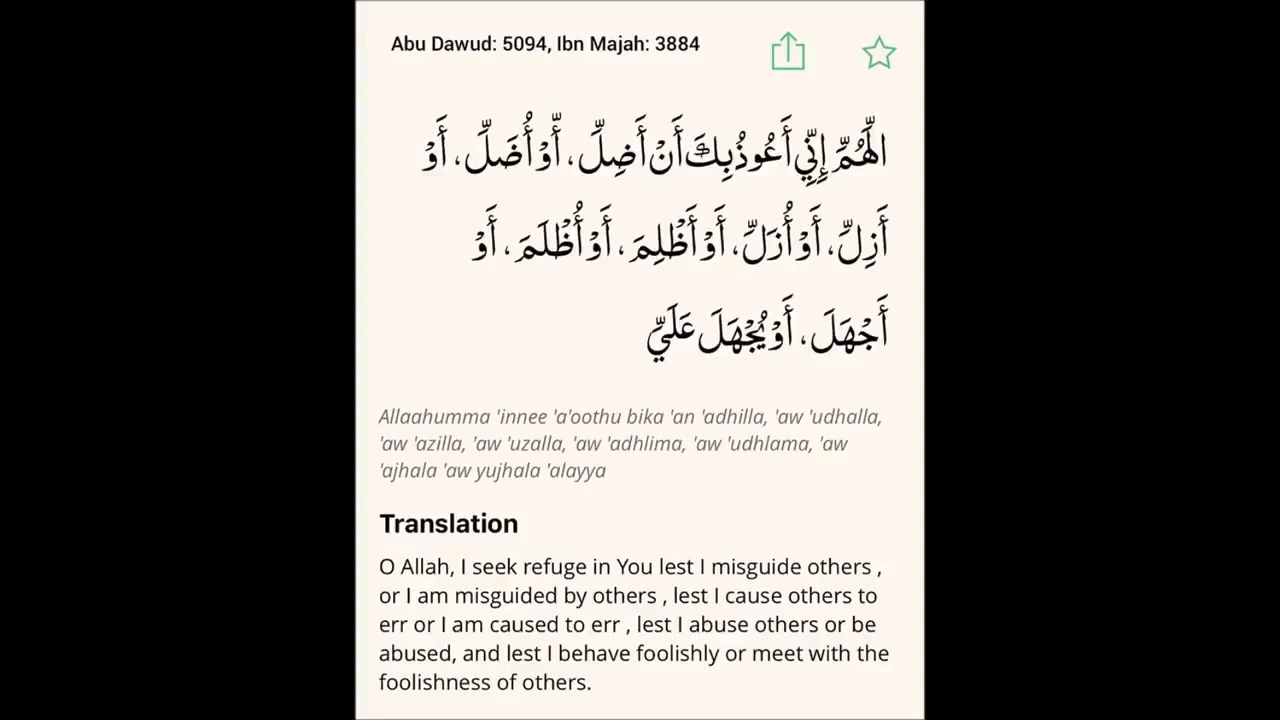 Abu Dawud: 5094, Ibn Majah: 3884
اللَّهُمَّ إِنِّي أَعُوذُ بِكَ أَنْ أَضِلَّ، أَوْ أُضَلَّ، أَوْ
أَزِلَّ، أَوْ أُزَلَّ، أَوْ أَظْلِمَ، أَوْ أُظْلَمَ، أَوْ
أَجْهَلَ، أَوْ يُجْهَلَ عَلَيَّ
Allaahumma 'innee 'a'oothu bika 'an 'adhilla, 'aw 'udhalla,
'aw 'azilla, 'aw 'uzalla, 'aw 'adhlima, 'aw 'udhlama, 'aw
'ajhala 'aw yujhala 'alayya
Translation
O Allah, I seek refuge in You lest I misguide others ,
or I am misguided by others , lest I cause others to
err or I am caused to err , lest I abuse others or be
abused, and lest I behave foolishly or meet with the
foolishness of others.